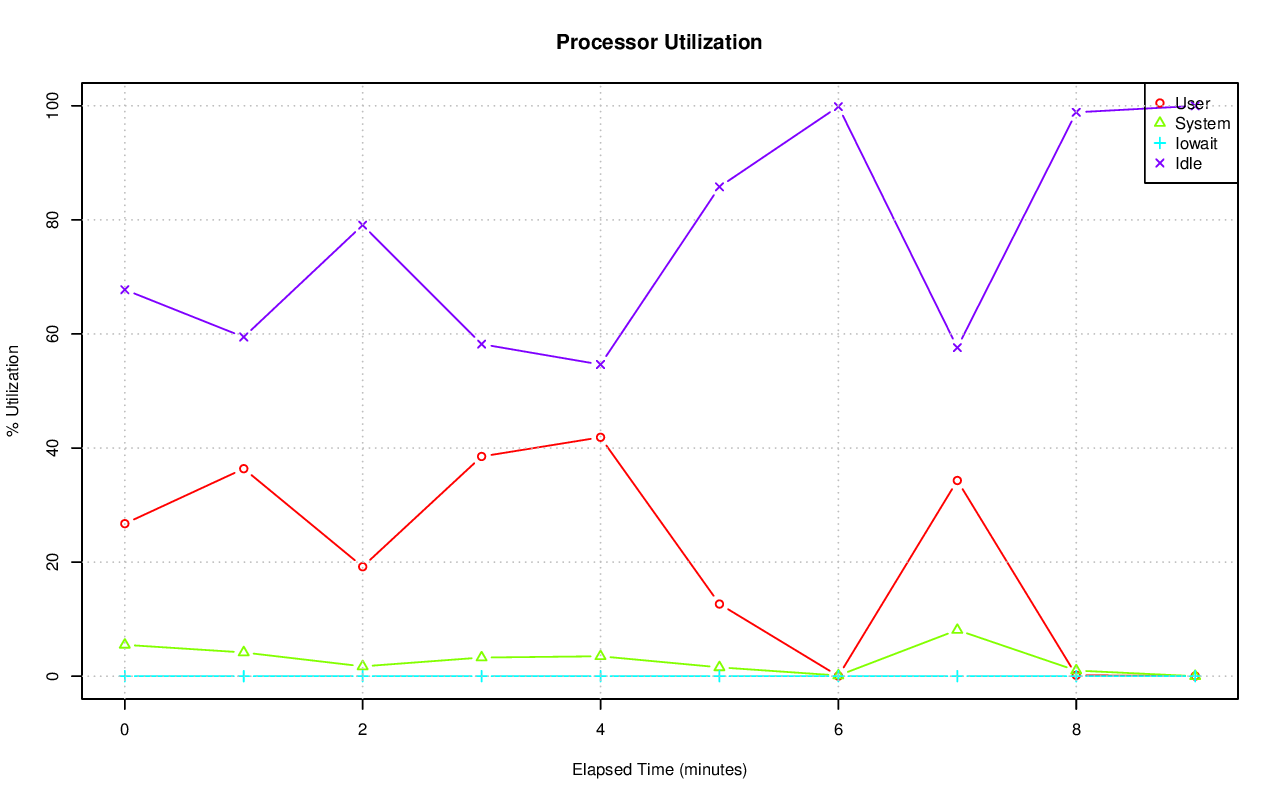 Processor Utilization
100
80
60
40
20
0
% Utilization
User
System
Iowait
Idle
0 2 4 6 8
Elapsed Time (minutes)